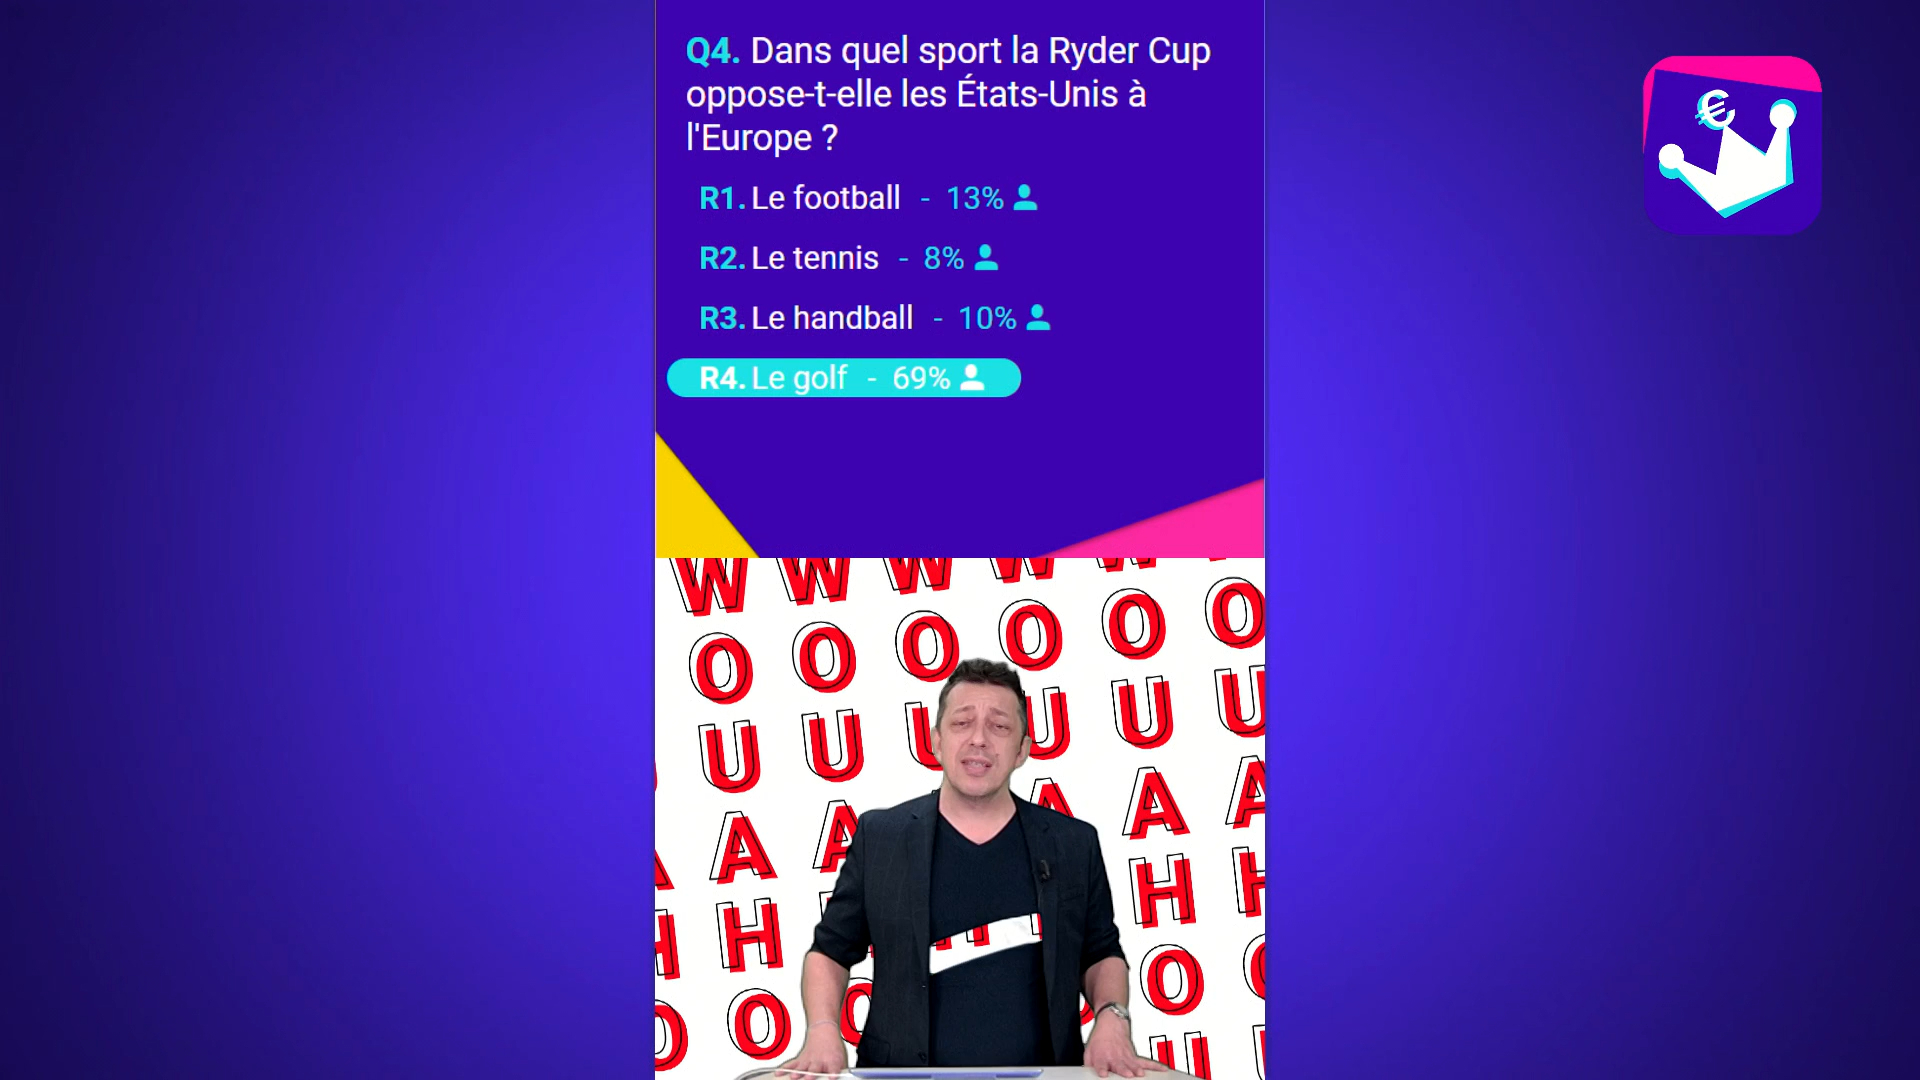 Q4. Dans quel sport la Ryder Cup
oppose-t-elle les États-Unis à
l'Europe ?
R1. Le football - 13%
R2. Le tennis - 8%
R3. Le handball - 10%
R4. Le golf - 69%
€
W W W W W
O O O O O O
U U U U U U
A A A A A
H H H
O O O O O
U U